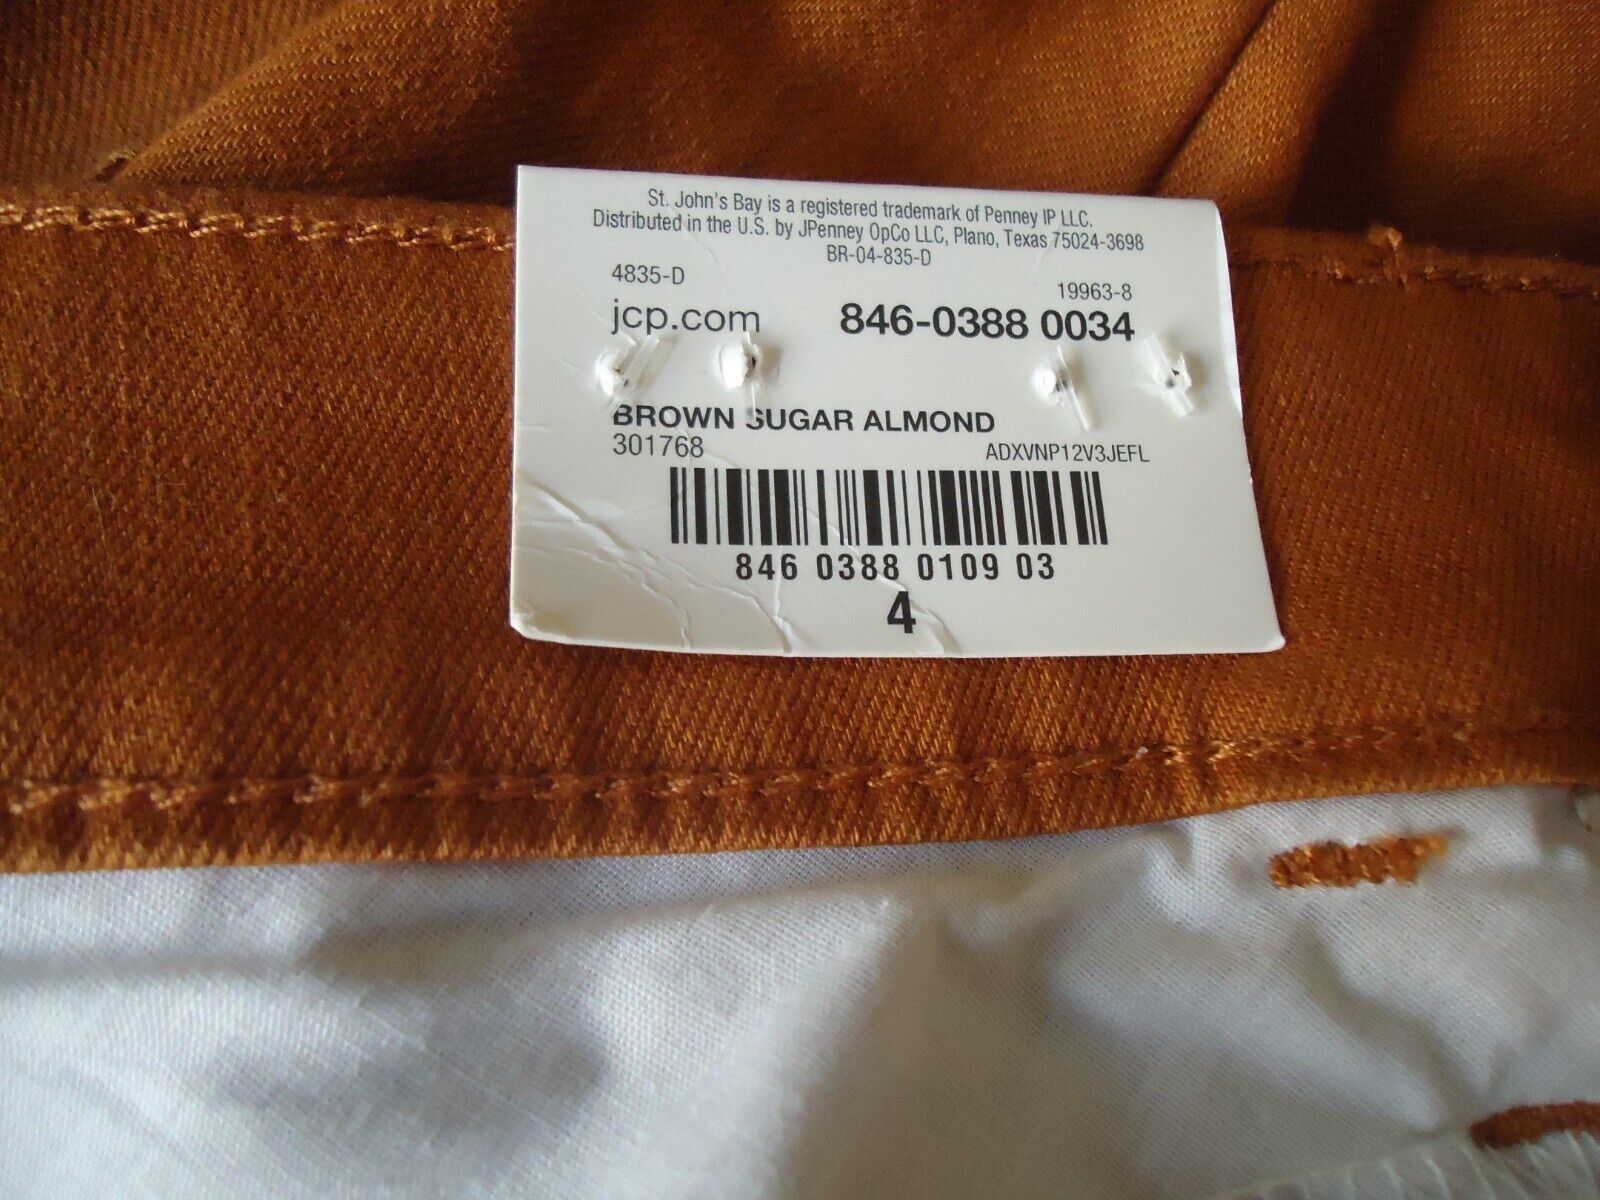 St. John's Bay is a registered trademark of Penney IP LLC.
Distributed in the U.S. by JPenney OpCo LLC, Plano, Texas 75024-3698
BR-04-835-D
4835-D
19963-8
jcp.com 846-0388 0034
BROWN SUGAR ALMOND
301768 ADXVNP12V3JEFL
846 0388 0109 03
4